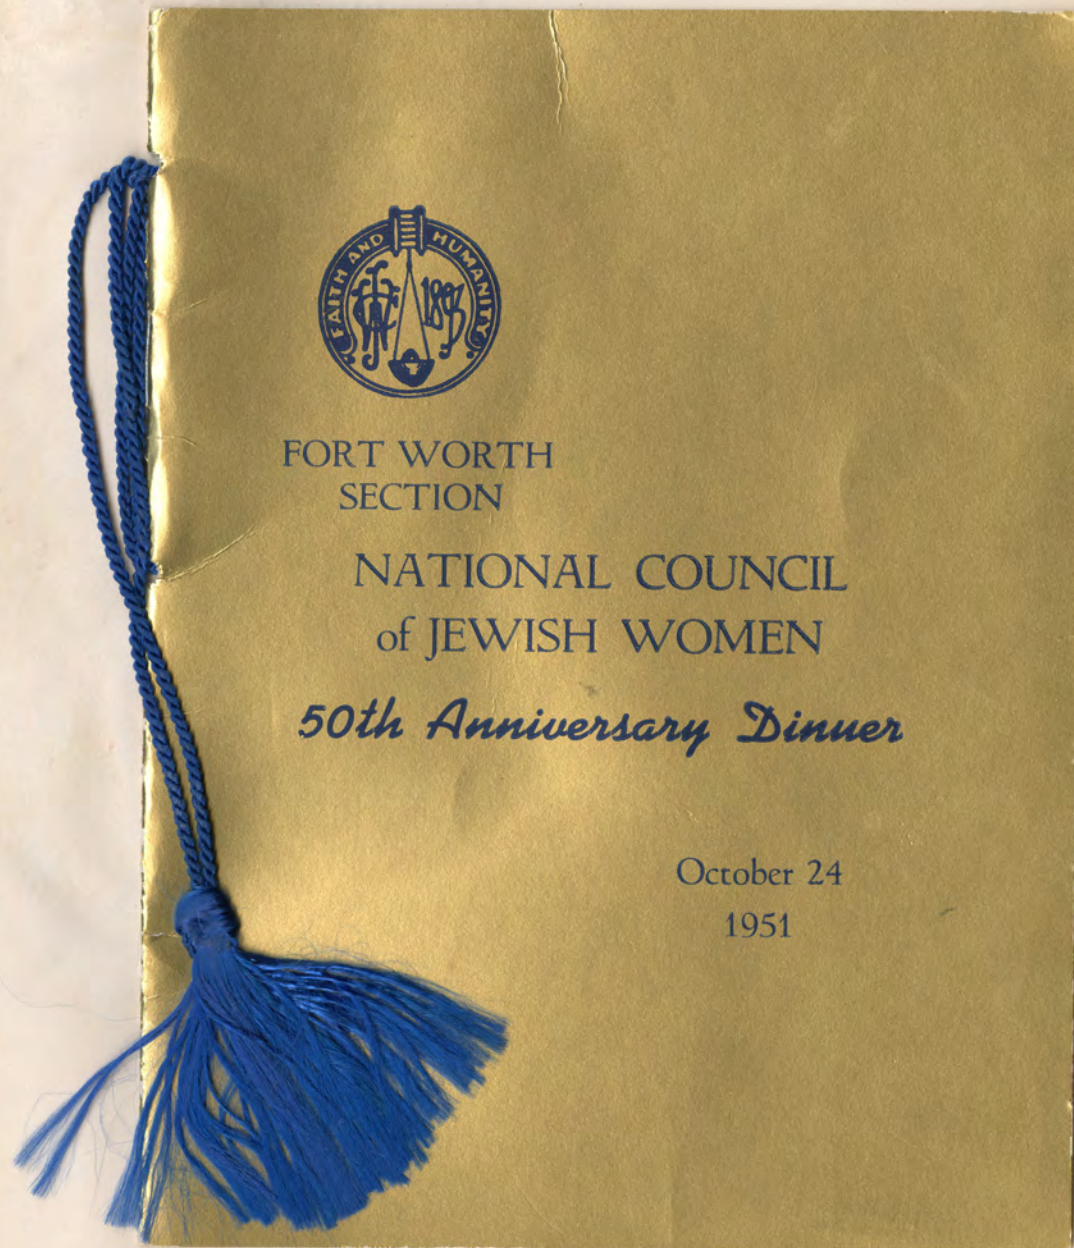 FAITH AND HUMANITY
1893
FORT WORTH
SECTION
NATIONAL COUNCIL
of JEWISH WOMEN
50th Anniversary Dinner
October 24
1951